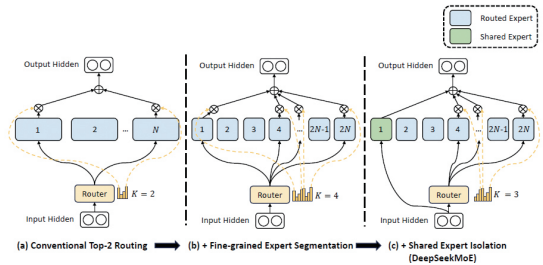 Routed Expert
Shared Expert
Output Hidden
1 2 ... N
Router K = 2
Input Hidden
(a) Conventional Top-2 Routing
Output Hidden
1 2 3 4 ... 2N-1 2N
Router K = 4
Input Hidden
(b) + Fine-grained Expert Segmentation
Output Hidden
1 2 3 4 ... 2N-1 2N
Router K = 3
Input Hidden
(c) + Shared Expert Isolation
(DeepSeekMoE)